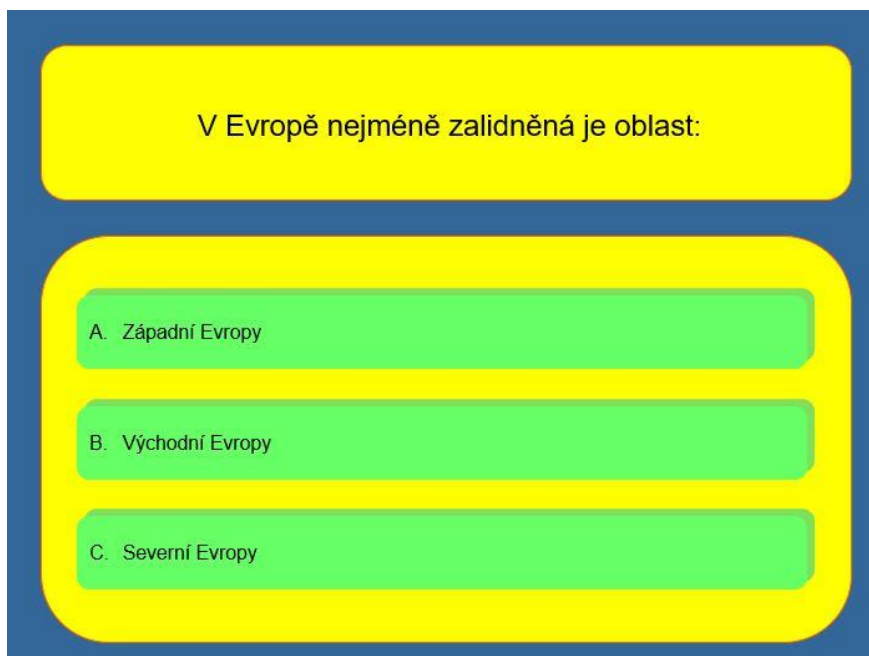 V Evropě nejméně zalidněná je oblast:
A. Západní Evropy
B. Východní Evropy
C. Severní Evropy